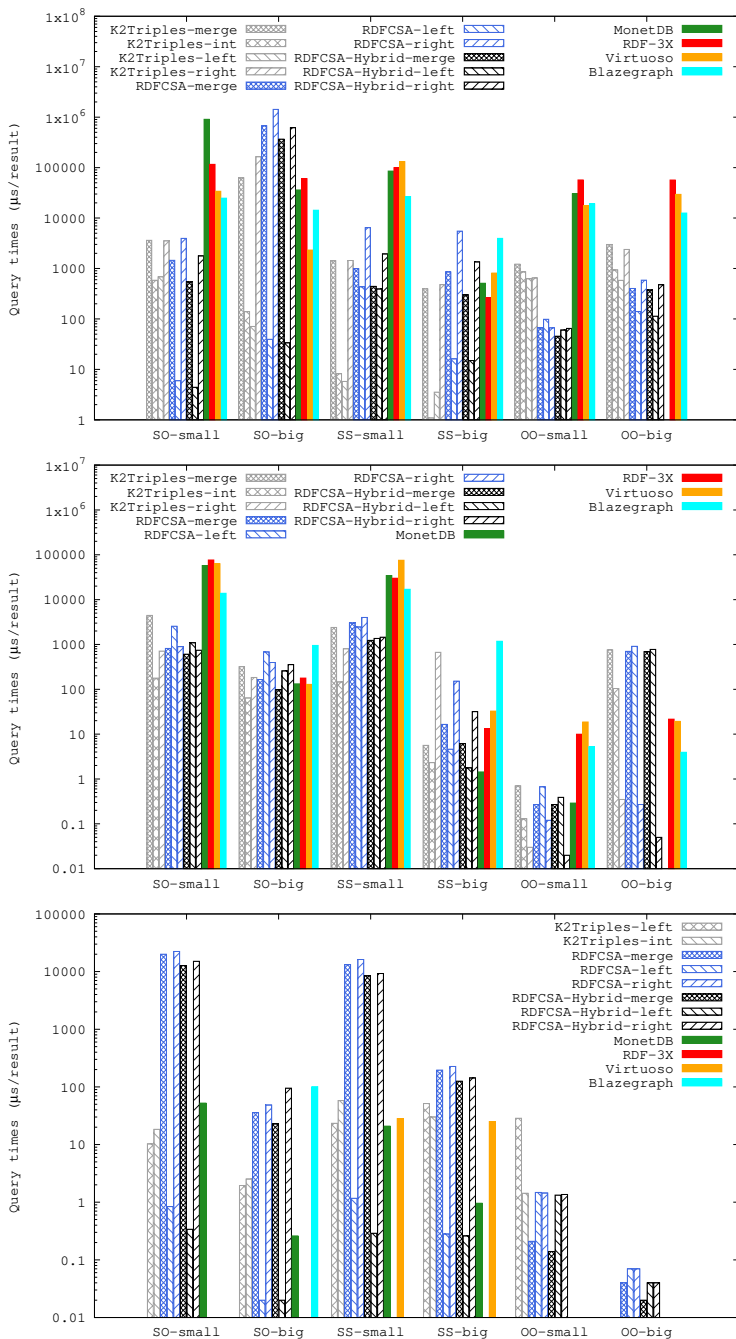 1x10^8
1x10^7
1x10^6
100000
10000
1000
100
10
1
Query times (µs/result)
K2Triples-merge
K2Triples-int
K2Triples-left
K2Triples-right
RDFCSA-merge
RDFCSA-left
RDFCSA-right
RDFCSA-Hybrid-merge
RDFCSA-Hybrid-left
RDFCSA-Hybrid-right
MonetDB
RDF-3X
Virtuoso
Blazegraph
SO-small SO-big SS-small SS-big OO-small OO-big
1x10^7
1x10^6
100000
10000
1000
100
10
1
0.1
0.01
Query times (µs/result)
K2Triples-merge
K2Triples-int
K2Triples-right
RDFCSA-merge
RDFCSA-left
RDFCSA-right
RDFCSA-Hybrid-merge
RDFCSA-Hybrid-left
RDFCSA-Hybrid-right
MonetDB
RDF-3X
Virtuoso
Blazegraph
SO-small SO-big SS-small SS-big OO-small OO-big
100000
10000
1000
100
10
1
0.1
0.01
Query times (µs/result)
K2Triples-left
K2Triples-int
RDFCSA-merge
RDFCSA-left
RDFCSA-right
RDFCSA-Hybrid-merge
RDFCSA-Hybrid-left
RDFCSA-Hybrid-right
MonetDB
RDF-3X
Virtuoso
Blazegraph
SO-small SO-big SS-small SS-big OO-small OO-big